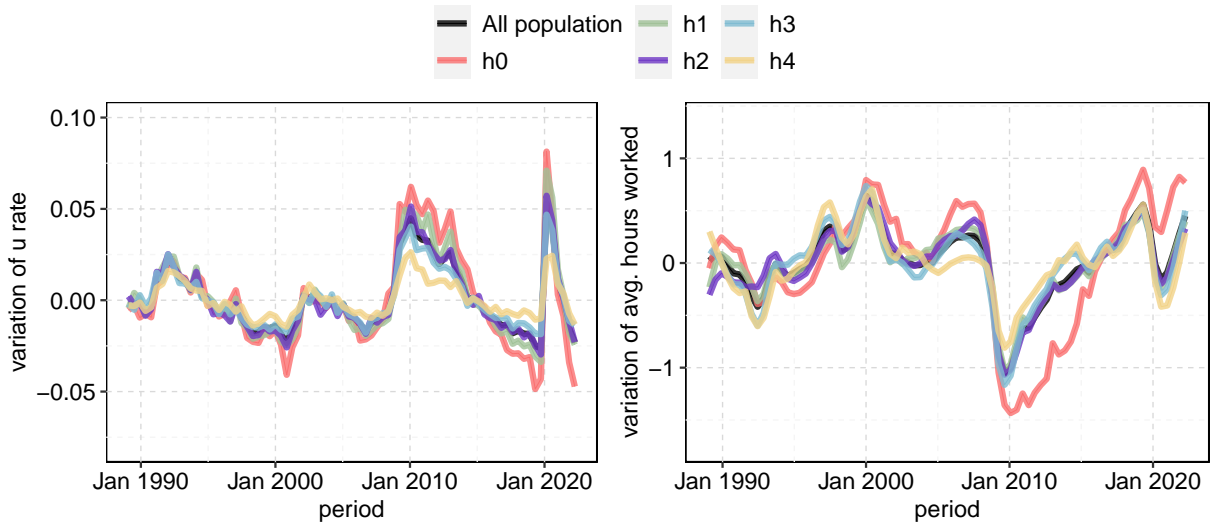 All population h1 h3
h0 h2 h4
variation of u rate
0.10
0.05
0.00
−0.05
Jan 1990 Jan 2000 Jan 2010 Jan 2020
period
variation of avg. hours worked
1
0
−1
Jan 1990 Jan 2000 Jan 2010 Jan 2020
period